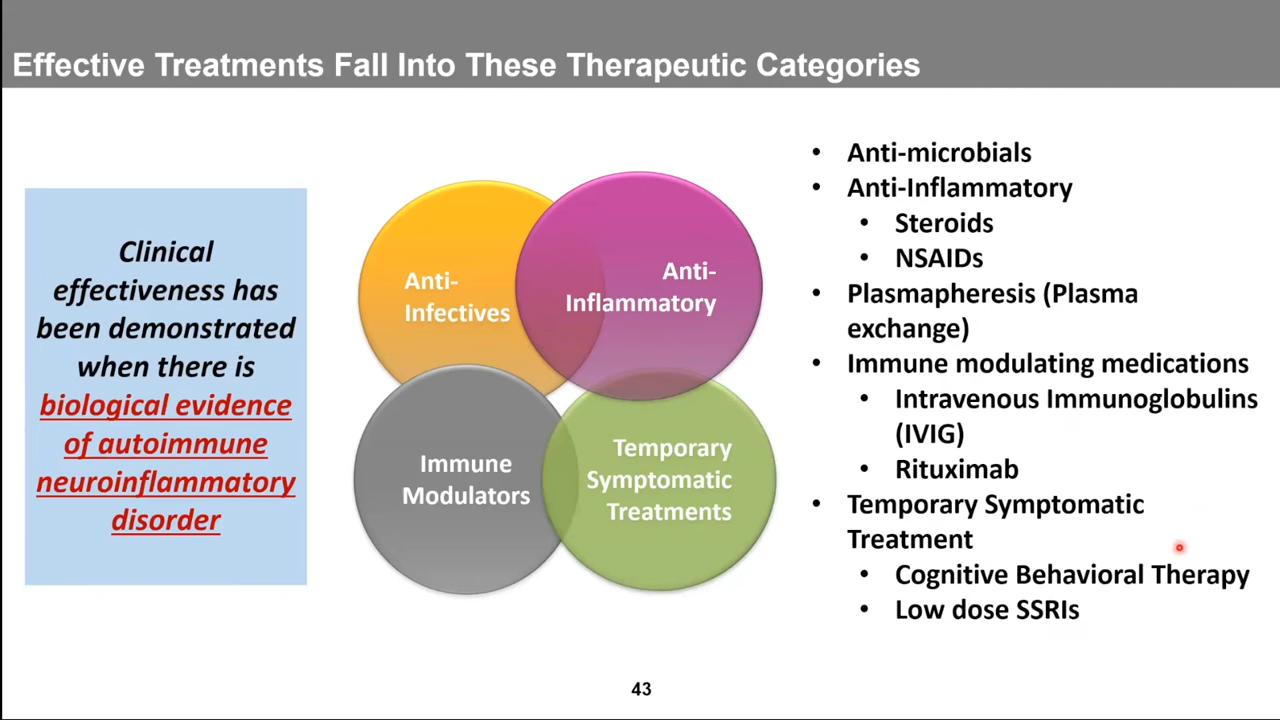 Effective Treatments Fall Into These Therapeutic Categories
Clinical
effectiveness has
been demonstrated
when there is
biological evidence
of autoimmune
neuroinflammatory
disorder
Anti-
Infectives
Anti-
Inflammatory
Immune
Modulators
Temporary
Symptomatic
Treatments
• Anti-microbials
• Anti-Inflammatory
• Steroids
• NSAIDs
• Plasmapheresis (Plasma
exchange)
• Immune modulating medications
• Intravenous Immunoglobulins
(IVIG)
• Rituximab
• Temporary Symptomatic
Treatment
• Cognitive Behavioral Therapy
• Low dose SSRIs
43